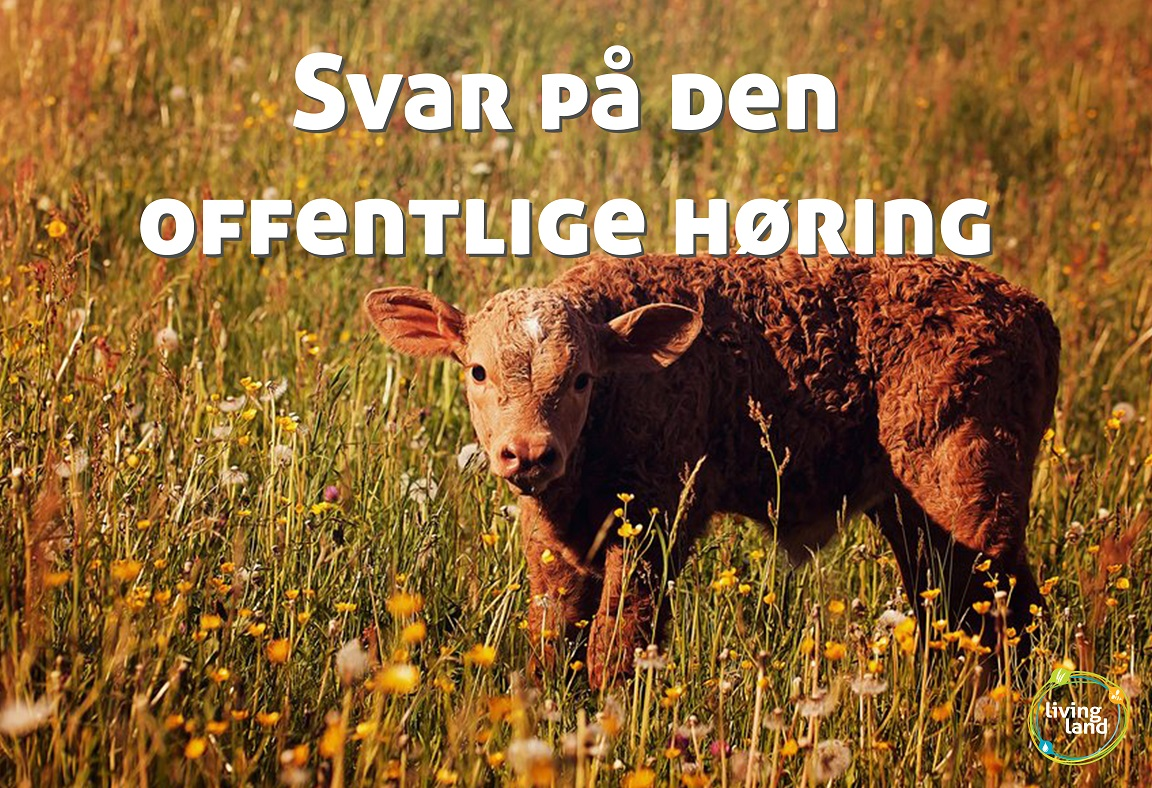 Svar på den
offentlige høring
living
land